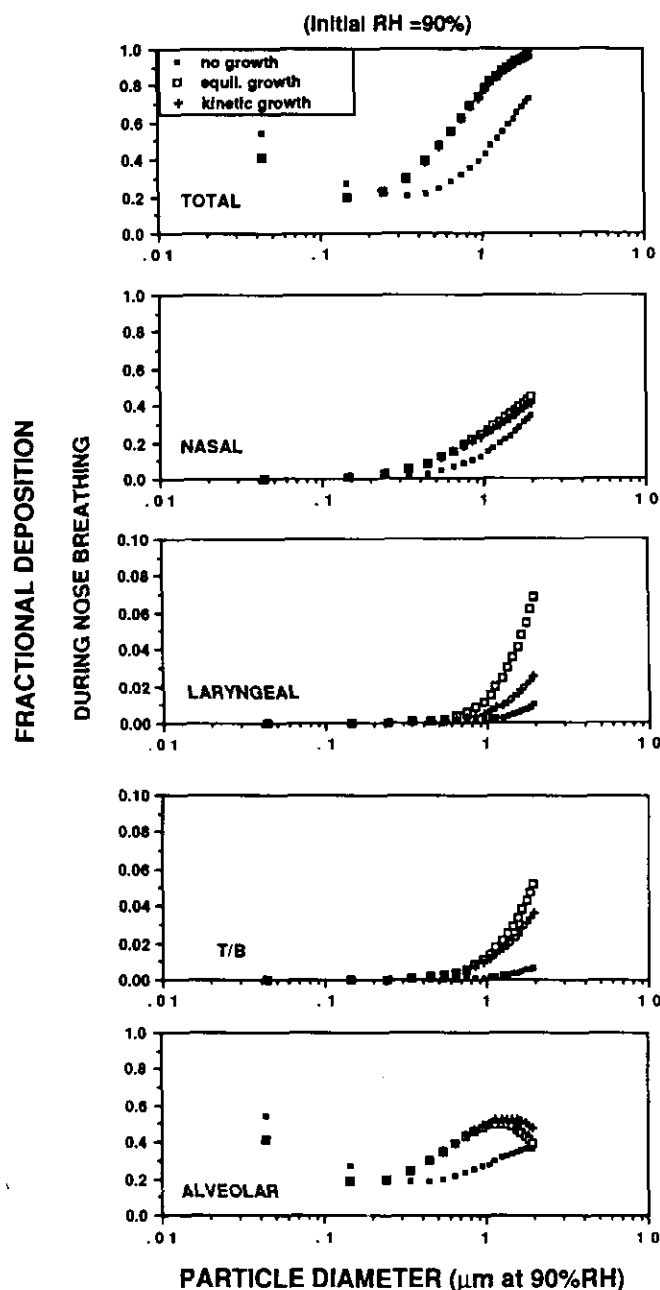 (Initial RH =90%)
no growth
equil. growth
kinetic growth
1.0
0.8
0.6
0.4
0.2
0.0
TOTAL
.01 .1 1 10
1.0
0.8
0.6
0.4
0.2
0.0
NASAL
.01 .1 1 10
0.10
0.08
0.06
0.04
0.02
0.00
LARYNGEAL
.01 .1 1 10
0.10
0.08
0.06
0.04
0.02
0.00
T/B
.01 .1 1 10
1.0
0.8
0.6
0.4
0.2
0.0
ALVEOLAR
.01 .1 1 10
FRACTIONAL DEPOSITION
DURING NOSE BREATHING
PARTICLE DIAMETER (μm at 90%RH)